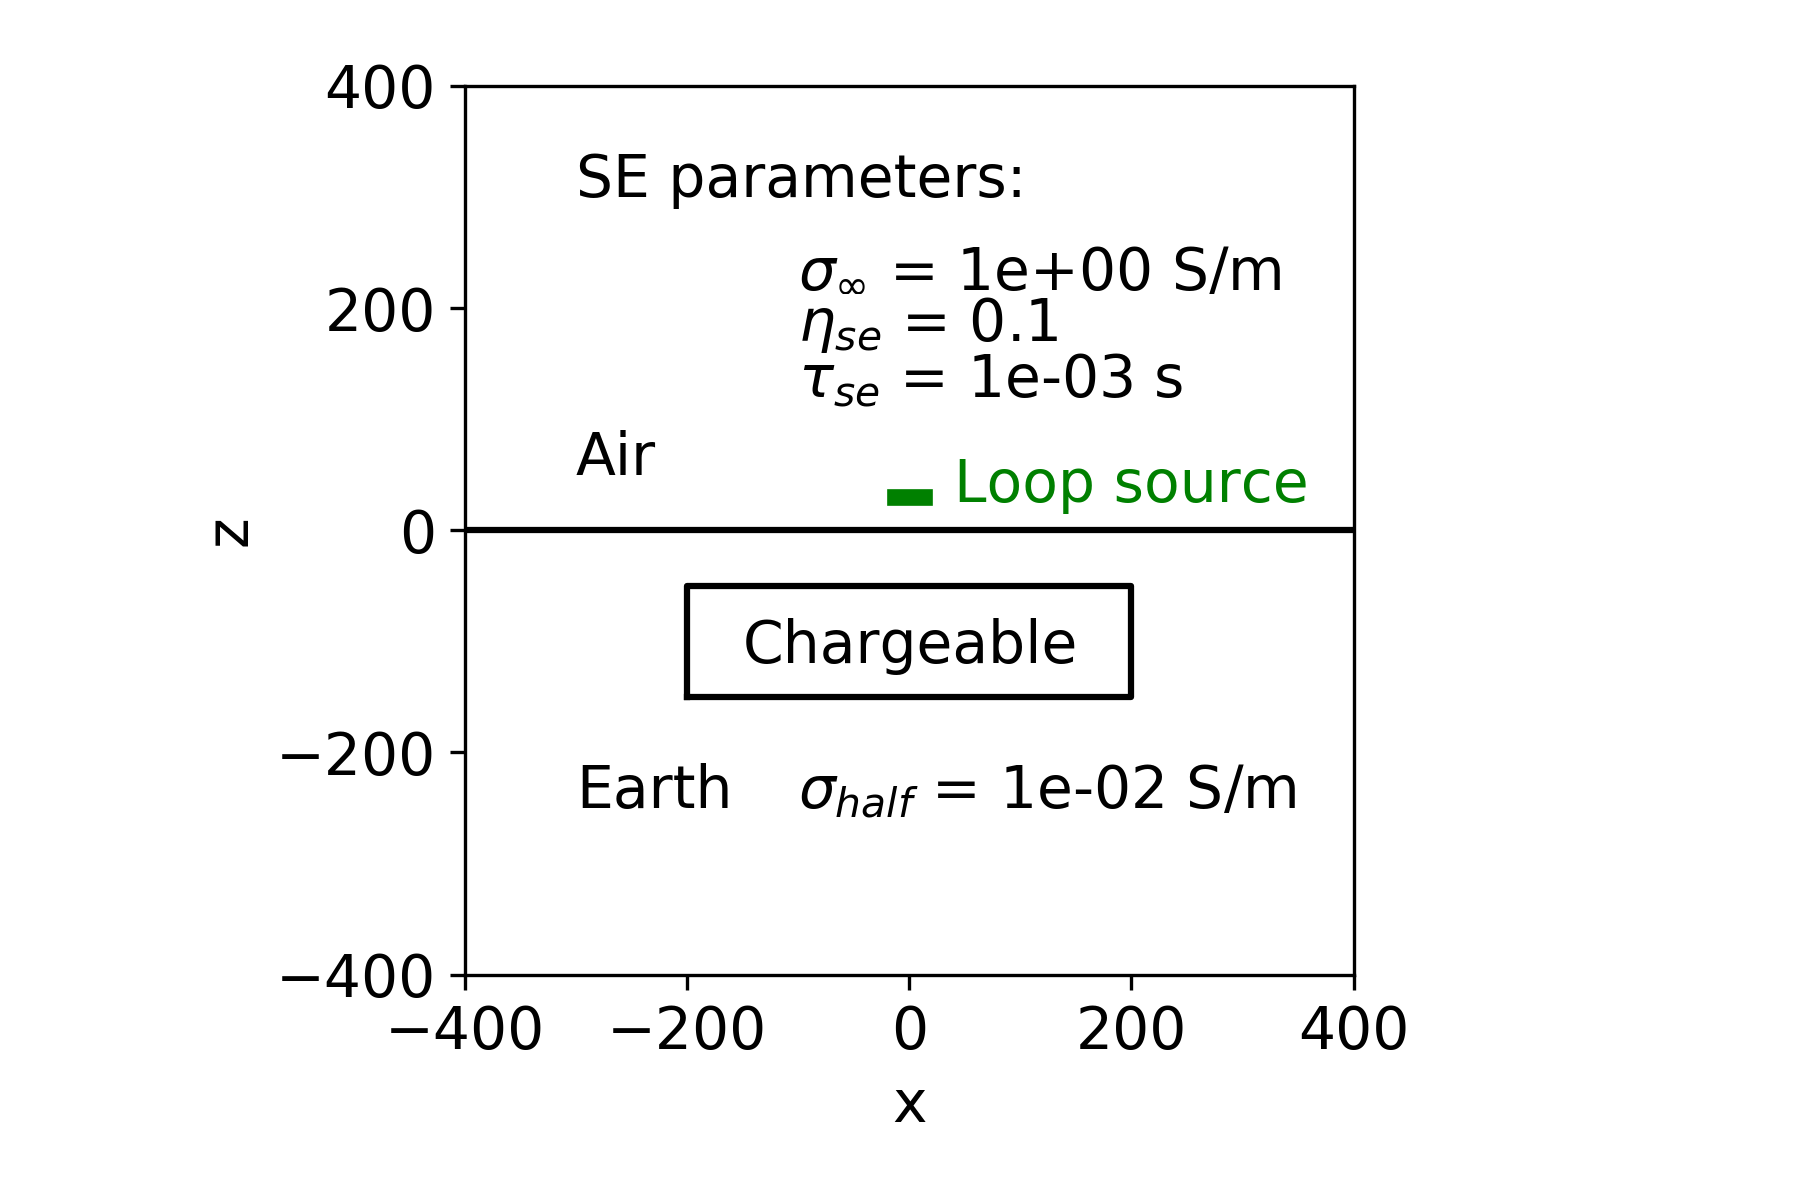 400
SE parameters:
σ∞ = 1e+00 S/m
200
ηse = 0.1
τse = 1e-03 s
Air
Loop source
z
0
Chargeable
−200
Earth σhalf = 1e-02 S/m
−400
−400 −200 0 200 400
x